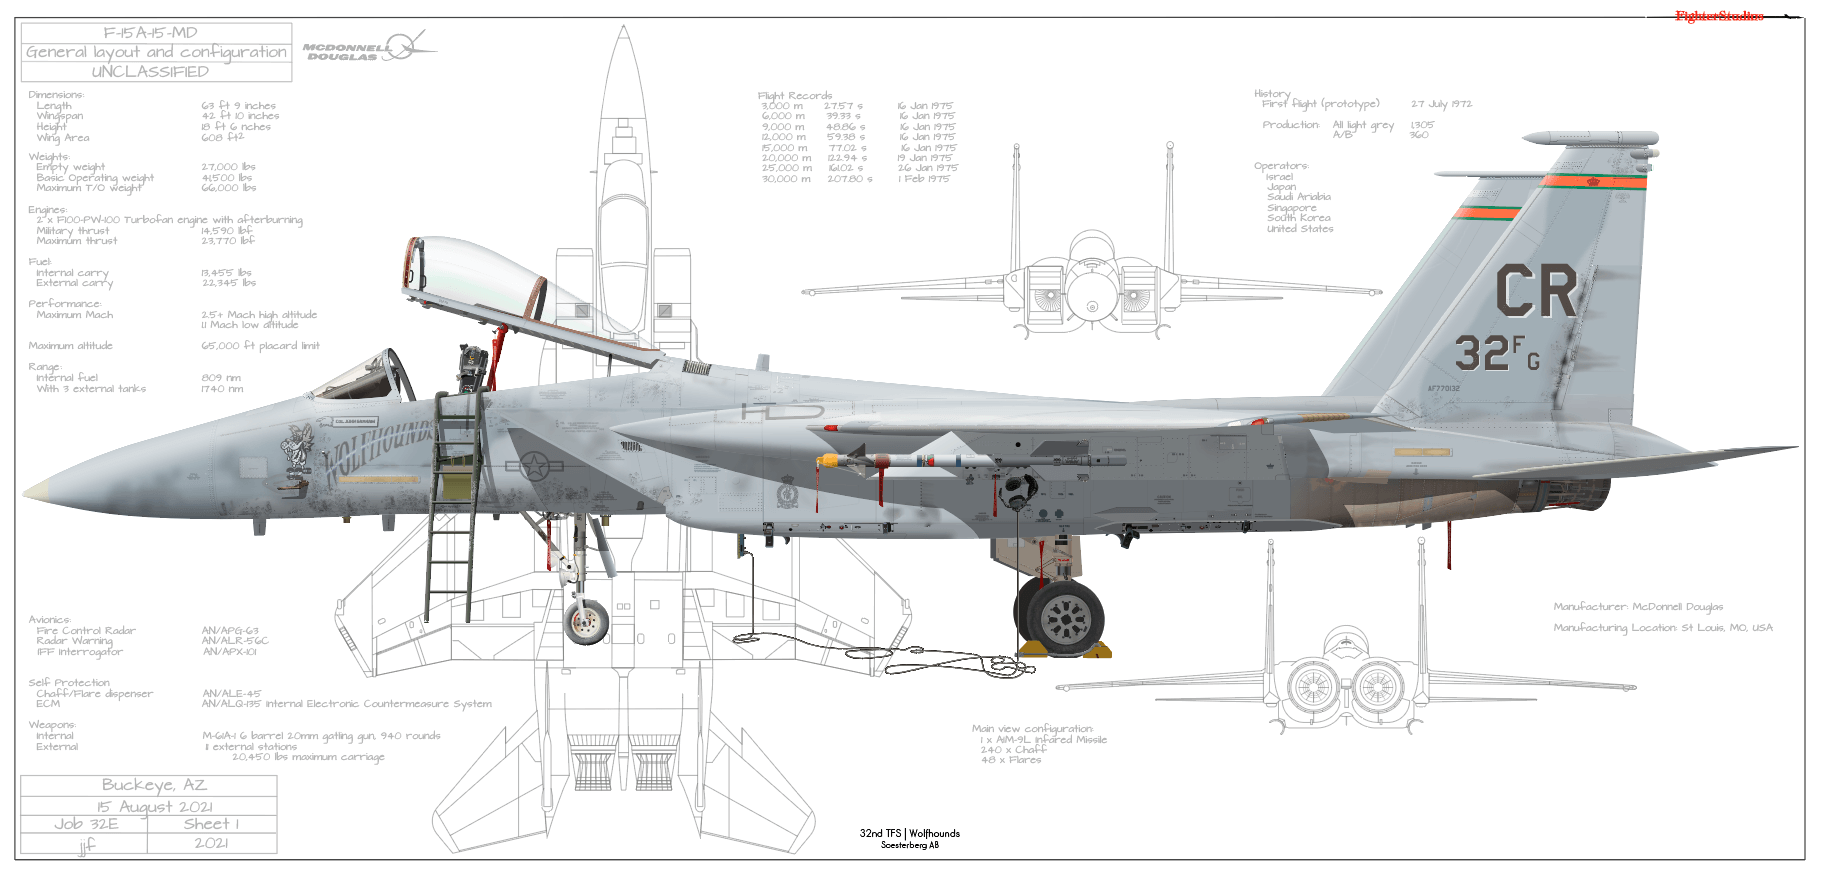 FighterStudios
F-15A-15-MD
General layout and configuration
UNCLASSIFIED
MCDONNELL
DOUGLAS
Dimensions:
Length 63 ft 9 inches
Wingspan 42 ft 10 inches
Height 18 ft 6 nches
Wing Area 608 ft2
Weights:
Empty weight 27,000 lbs
Basic Operating weight 41,500 lbs
Maximum T/O weight 66,000 lbs
Engines:
2 x F100-PW-100 Turbofan engine with afterburning
Military thrust 14,590 lbf
Maximum thrust 23,770 lbf
Fuel:
Internal carry 13,455 lbs
External carry 22,345 lbs
Performance:
Maximum Mach 2.5+ Mach high altitude
1.1 Mach low altitude
Maximum altitude 65,000 ft placard limit
Range:
Internal fuel 809 nm
With 3 external tanks 1740 nm
Flight Records
3,000 m 27.57 s 16 Jan 1975
6,000 m 39.33 s 16 Jan 1975
9,000 m 48.86 s 16 Jan 1975
12,000 m 59.38 s 16 Jan 1975
15,000 m 77.02 s 16 Jan 1975
20,000 m 122.94 s 19 Jan 1975
25,000 m 161.02 s 26 Jan 1975
30,000 m 207.80 s 1 Feb 1975
History
First flight (prototype) 27 July 1972
Production: All light grey 1,305
A/B 360
Operators:
Israel
Japan
Saudi Ariabia
Singapore
South Korea
United States
CR
32 F G
AF770132
HD
WOLFHOUNDS
Avionics:
Fire Control Radar AN/APG-63
Radar Warning AN/ALR-56C
IFF Interrogator AN/APX-101
Self Protection
Chaff/Flare dispenser AN/ALE-45
ECM AN/ALQ-135 Internal Electronic Countermeasure System
Weapons:
Internal M-61A-1 6 barrel 20mm gatling gun, 940 rounds
External 11 external stations
20,450 lbs maximum carriage
Manufacturer: McDonnell Douglas
Manufacturing Location: St Louis, MO, USA
Main view configuration:
1 x AIM-9L Infared Missile
240 x Chaff
48 x Flares
Buckeye, AZ
15 August 2021
Job 32E Sheet 1
jjf 2021
32nd TFS | Wolfhounds
Soesterberg AB